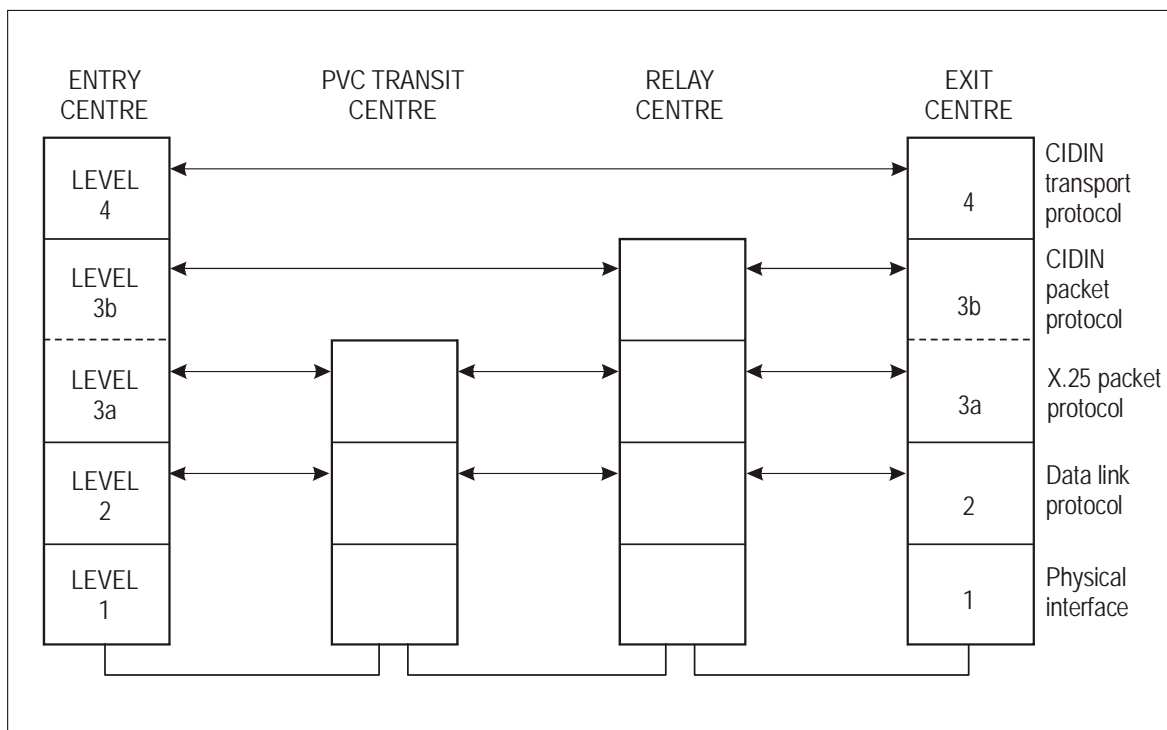 ENTRY
CENTRE
PVC TRANSIT
CENTRE
RELAY
CENTRE
EXIT
CENTRE
LEVEL
4
4
CIDIN
transport
protocol
LEVEL
3b
3b
CIDIN
packet
protocol
LEVEL
3a
3a
X.25 packet
protocol
LEVEL
2
2
Data link
protocol
LEVEL
1
1
Physical
interface